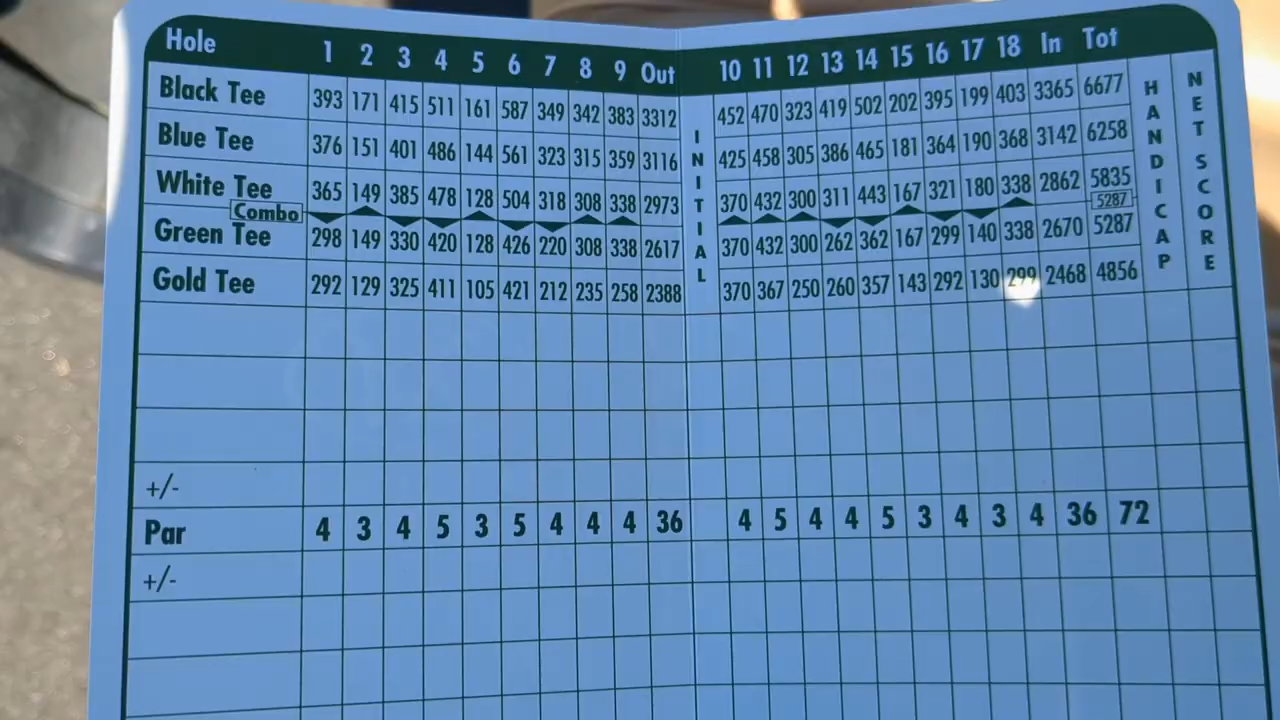 Hole 1 2 3 4 5 6 7 8 9 Out 10 11 12 13 14 15 16 17 18 In Tot
Black Tee 393 171 415 511 161 587 349 342 383 3312 INITIAL 452 470 323 419 502 202 395 199 403 3365 6677 HANDICAP NET SCORE
Blue Tee 376 151 401 486 144 561 323 315 359 3116 425 458 305 386 465 181 364 190 368 3142 6258
White Tee 365 149 385 478 128 504 318 308 338 2973 370 432 300 311 443 167 321 180 338 2862 5835
Combo 5287
Green Tee 298 149 330 420 128 426 220 308 338 2617 370 432 300 262 362 167 299 140 338 2670 5287
Gold Tee 292 129 325 411 105 421 212 235 258 2388 370 367 250 260 357 143 292 130 299 2468 4856
+/-
Par 4 3 4 5 3 5 4 4 4 36 4 5 4 4 5 3 4 3 4 36 72
+/-